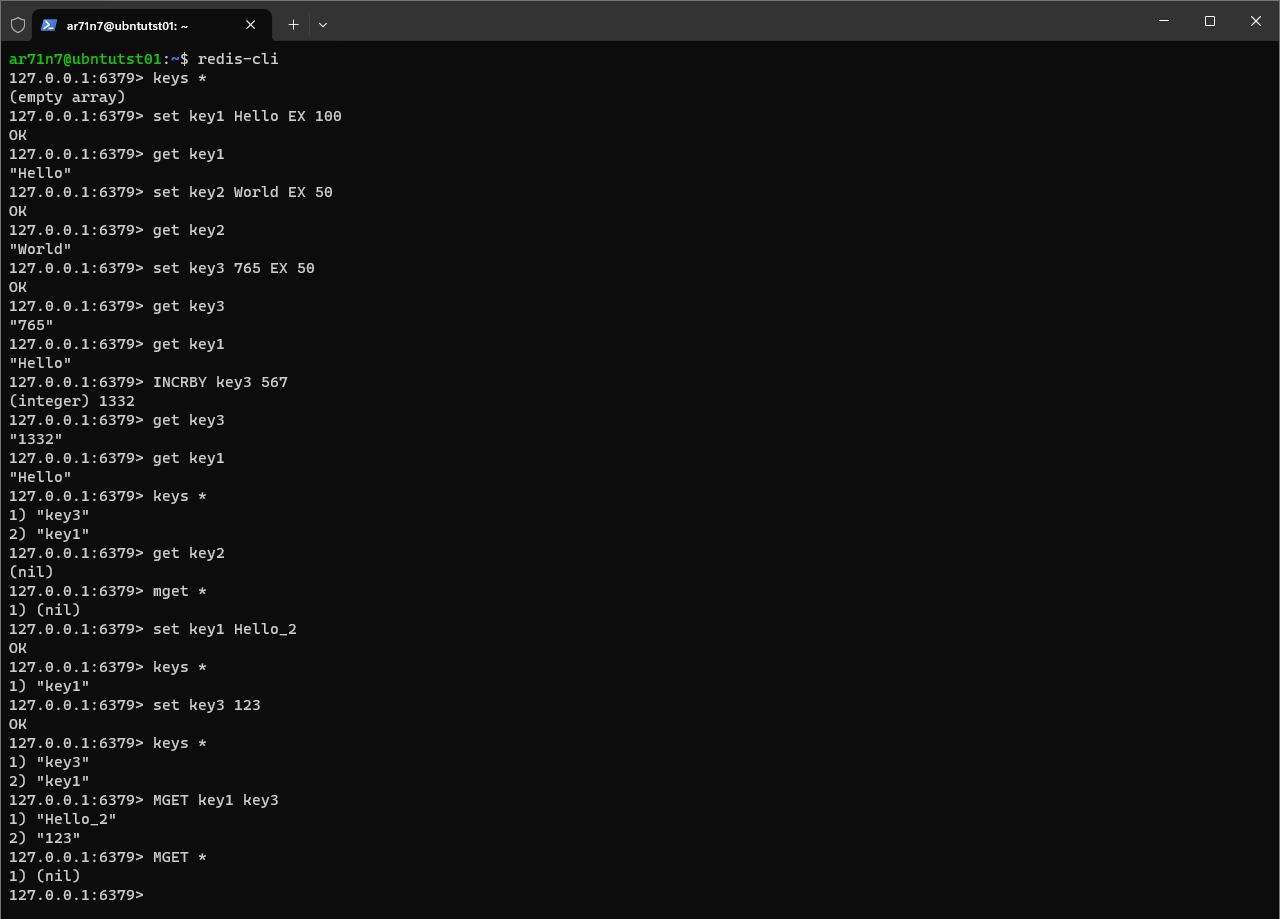 ar71n7@ubntutst01: ~
ar71n7@ubntutst01:~$ redis-cli
127.0.0.1:6379> keys *
(empty array)
127.0.0.1:6379> set key1 Hello EX 100
OK
127.0.0.1:6379> get key1
"Hello"
127.0.0.1:6379> set key2 World EX 50
OK
127.0.0.1:6379> get key2
"World"
127.0.0.1:6379> set key3 765 EX 50
OK
127.0.0.1:6379> get key3
"765"
127.0.0.1:6379> get key1
"Hello"
127.0.0.1:6379> INCRBY key3 567
(integer) 1332
127.0.0.1:6379> get key3
"1332"
127.0.0.1:6379> get key1
"Hello"
127.0.0.1:6379> keys *
1) "key3"
2) "key1"
127.0.0.1:6379> get key2
(nil)
127.0.0.1:6379> mget *
1) (nil)
127.0.0.1:6379> set key1 Hello_2
OK
127.0.0.1:6379> keys *
1) "key1"
127.0.0.1:6379> set key3 123
OK
127.0.0.1:6379> keys *
1) "key3"
2) "key1"
127.0.0.1:6379> MGET key1 key3
1) "Hello_2"
2) "123"
127.0.0.1:6379> MGET *
1) (nil)
127.0.0.1:6379>